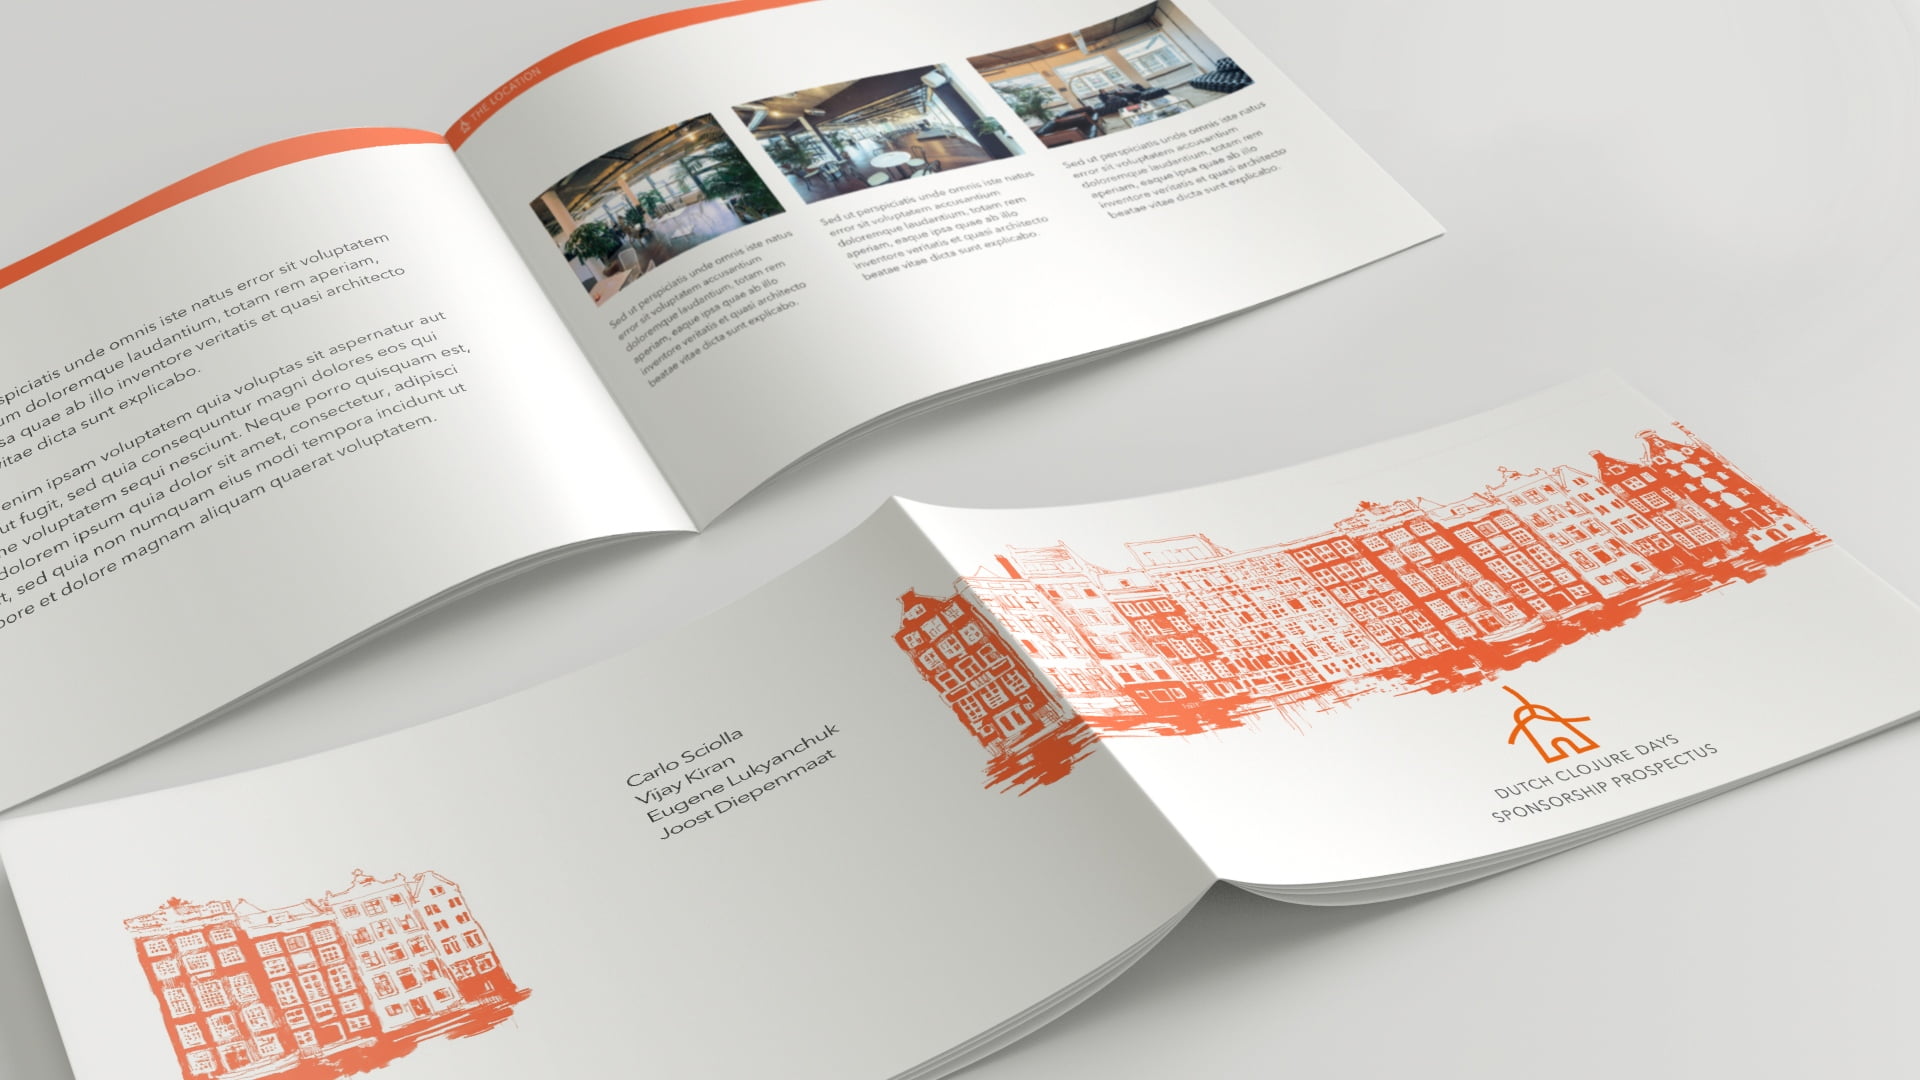 THE LOCATION
spiciatis unde omnis iste natus error sit voluptatem
um doloremque laudantium, totam rem aperiam,
sa quae ab illo inventore veritatis et quasi architecto
vitae dicta sunt explicabo.
enim ipsam voluptatem quia voluptas sit aspernatur aut
ut fugit, sed quia consequuntur magni dolores eos qui
ne voluptatem sequi nesciunt. Neque porro quisquam est,
dolorem ipsum quia dolor sit amet, consectetur, adipisci
t, sed quia non numquam eius modi tempora incidunt ut
ore et dolore magnam aliquam quaerat voluptatem.
Sed ut perspiciatis unde omnis iste natus
error sit voluptatem accusantium
doloremque laudantium, totam rem
aperiam, eaque ipsa quae ab illo
inventore veritatis et quasi architecto
beatae vitae dicta sunt explicabo.
Sed ut perspiciatis unde omnis iste natus
error sit voluptatem accusantium
doloremque laudantium, totam rem
aperiam, eaque ipsa quae ab illo
inventore veritatis et quasi architecto
beatae vitae dicta sunt explicabo.
Sed ut perspiciatis unde omnis iste natus
error sit voluptatem accusantium
doloremque laudantium, totam rem
aperiam, eaque ipsa quae ab illo
inventore veritatis et quasi architecto
beatae vitae dicta sunt explicabo.
Carlo Sciolla
Vijay Kiran
Eugene Lukyanchuk
Joost Diepenmaat
DUTCH CLOJURE DAYS
SPONSORSHIP PROSPECTUS